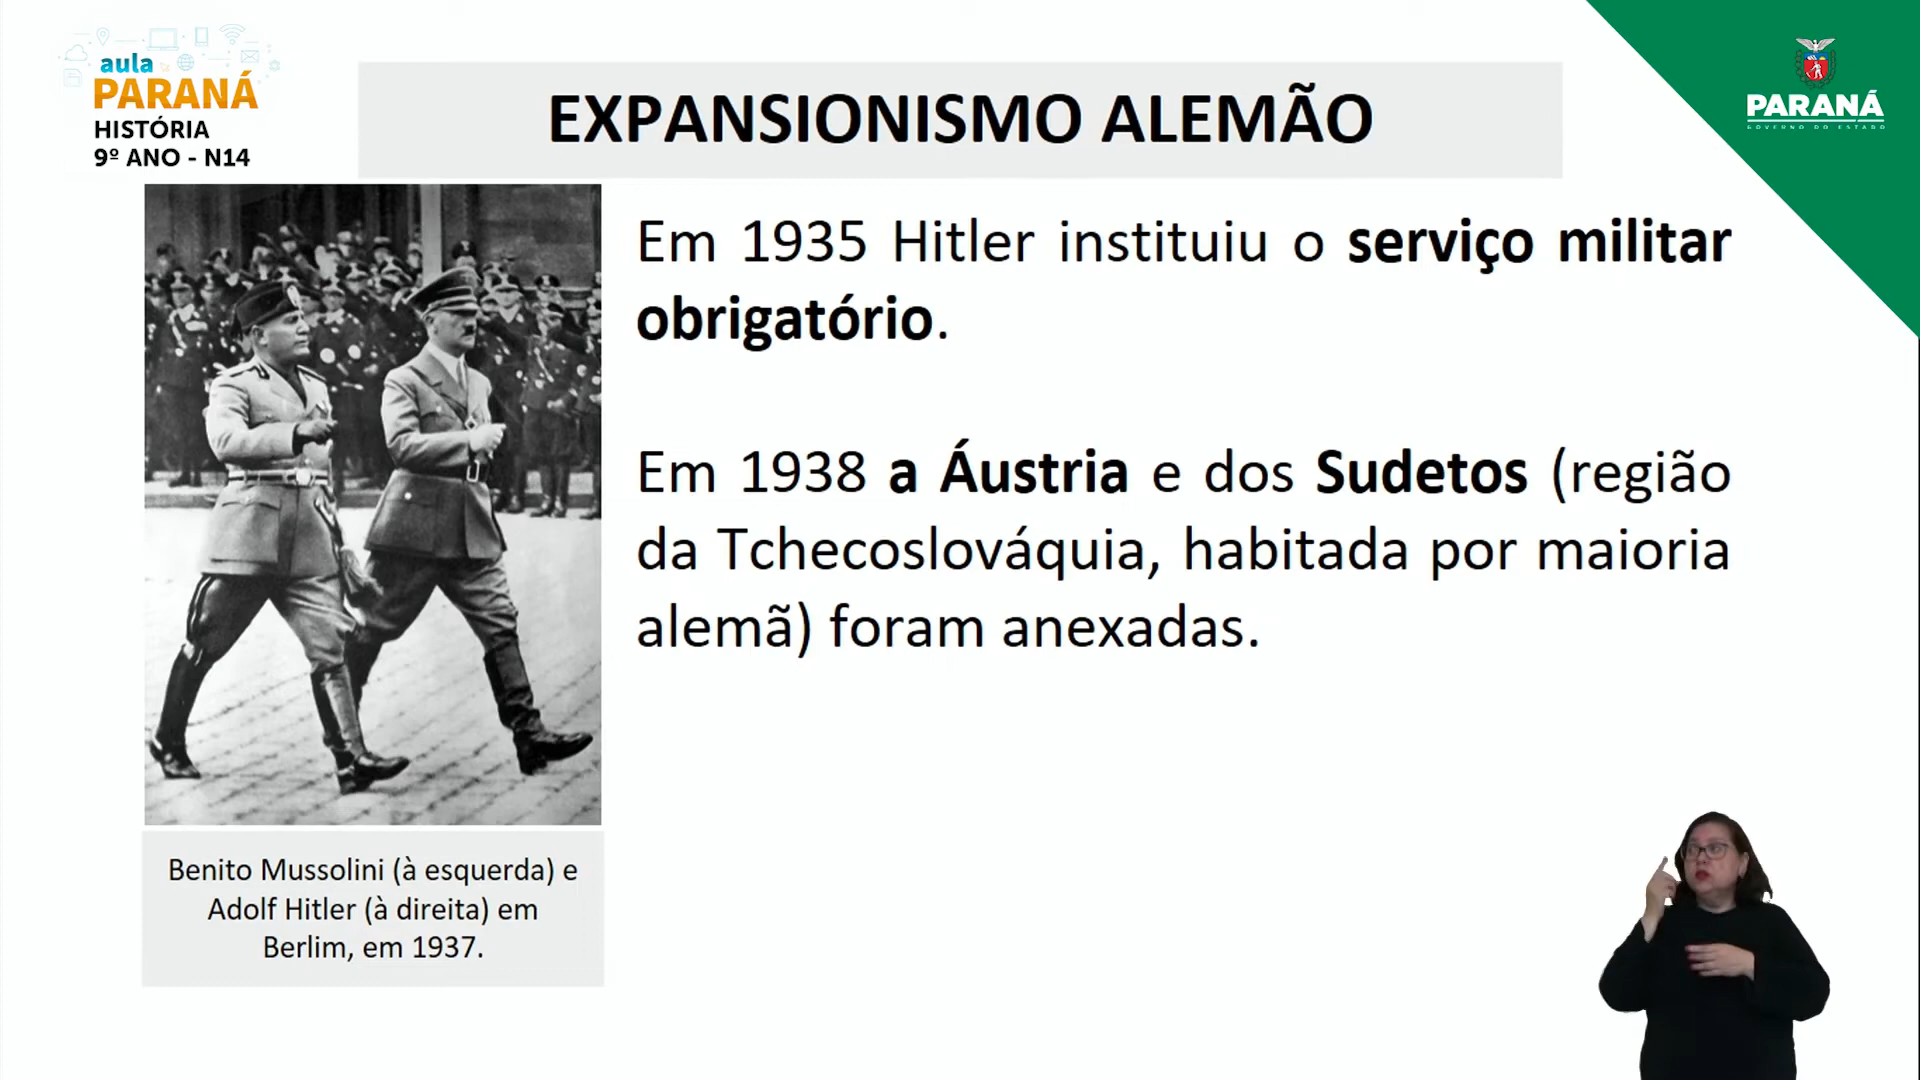 aula
PARANÁ
HISTÓRIA
9º ANO - N14
EXPANSIONISMO ALEMÃO
PARANÁ
GOVERNO DO ESTADO
Em 1935 Hitler instituiu o serviço militar
obrigatório.
Em 1938 a Áustria e dos Sudetos (região
da Tchecoslováquia, habitada por maioria
alemã) foram anexadas.
Benito Mussolini (à esquerda) e
Adolf Hitler (à direita) em
Berlim, em 1937.